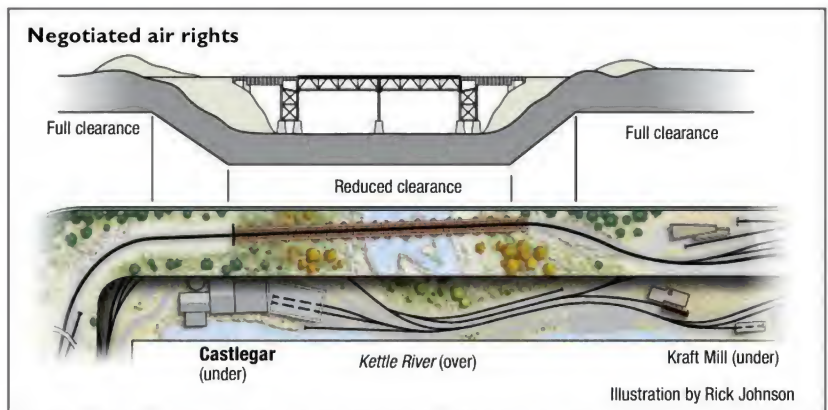 Negotiated air rights
Full clearance
Full clearance
Reduced clearance
Castlegar
(under)
Kettle River (over)
Kraft Mill (under)
Illustration by Rick Johnson